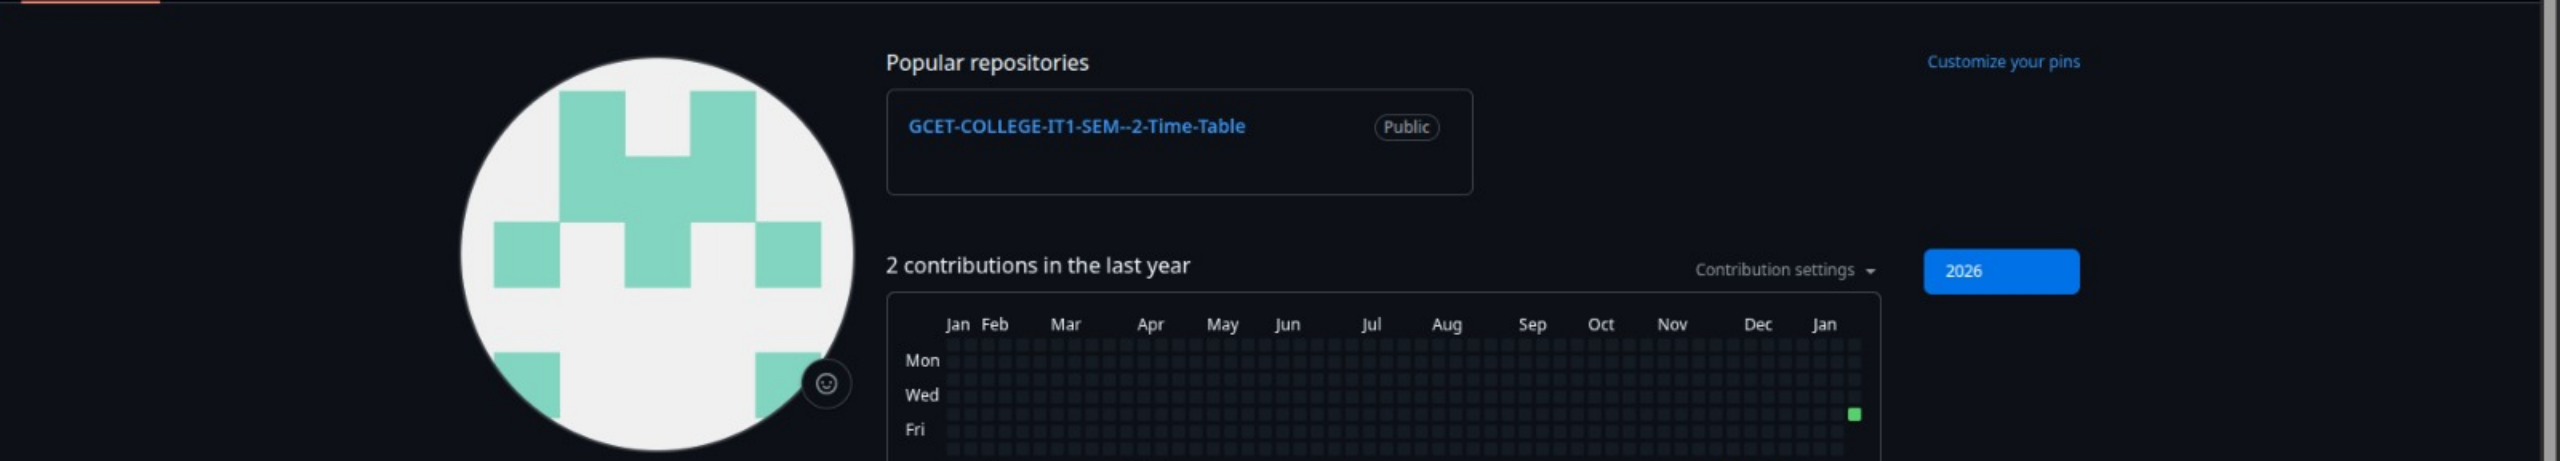 Popular repositories
Customize your pins
GCET-COLLEGE-IT1-SEM--2-Time-Table
Public
2 contributions in the last year
Contribution settings
2026
Jan Feb Mar Apr May Jun Jul Aug Sep Oct Nov Dec Jan
Mon
Wed
Fri